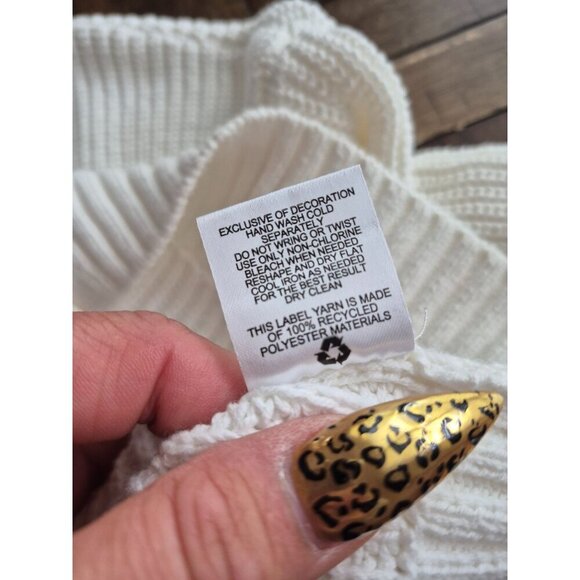 EXCLUSIVE OF DECORATION
HAND WASH COLD
SEPARATELY
DO NOT WRING OR TWIST
USE ONLY NON-CHLORINE
BLEACH WHEN NEEDED
RESHAPE AND DRY FLAT
COOL IRON AS NEEDED
FOR THE BEST RESULT
DRY CLEAN
THIS LABEL YARN IS MADE
OF 100% RECYCLED
POLYESTER MATERIALS